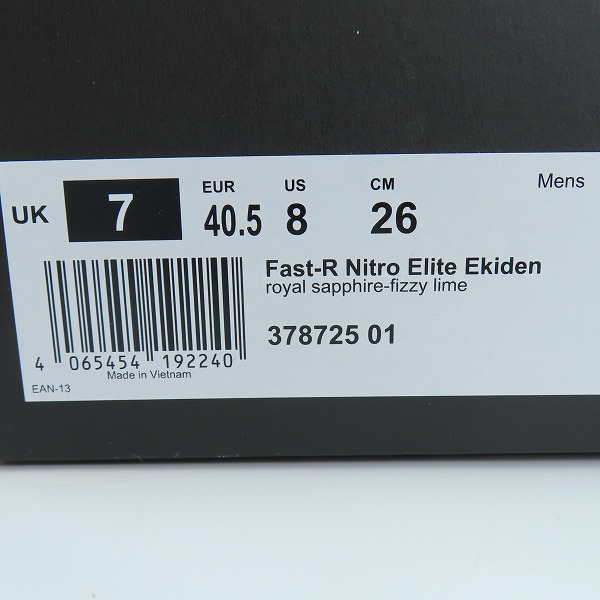 UK 7
EUR US CM Mens
40.5 8 26
Fast-R Nitro Elite Ekiden
royal sapphire-fizzy lime
378725 01
4 065454 192240
Made in Vietnam
EAN-13